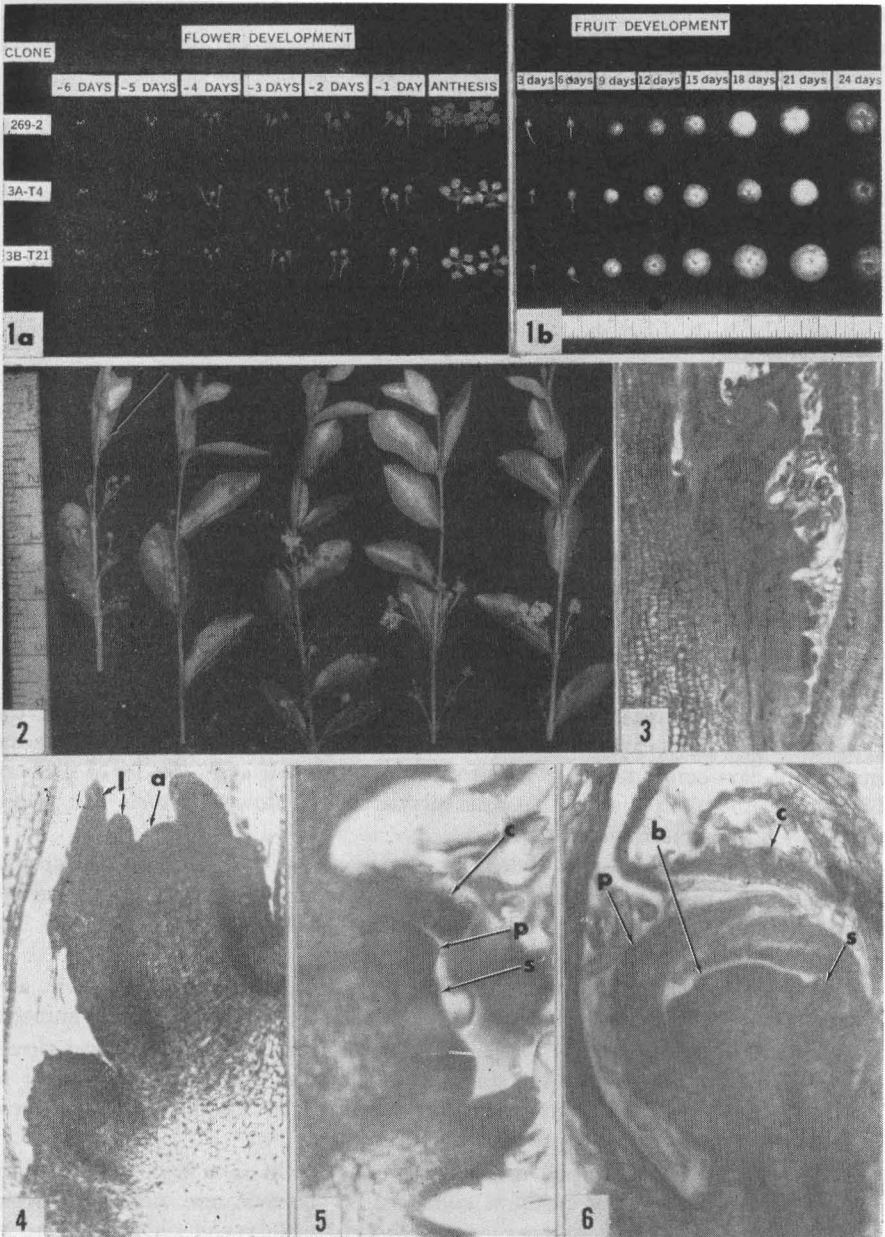 FLOWER DEVELOPMENT
CLONE
-6 DAYS -5 DAYS -4 DAYS -3 DAYS -2 DAYS -1 DAY ANTHESIS
269-2
3A-T4
3B-T21
1a
FRUIT DEVELOPMENT
3 days 6 days 9 days 12 days 15 days 18 days 21 days 24 days
1b
2
3
l a
4
c
p
s
5
c
b
p
s
6